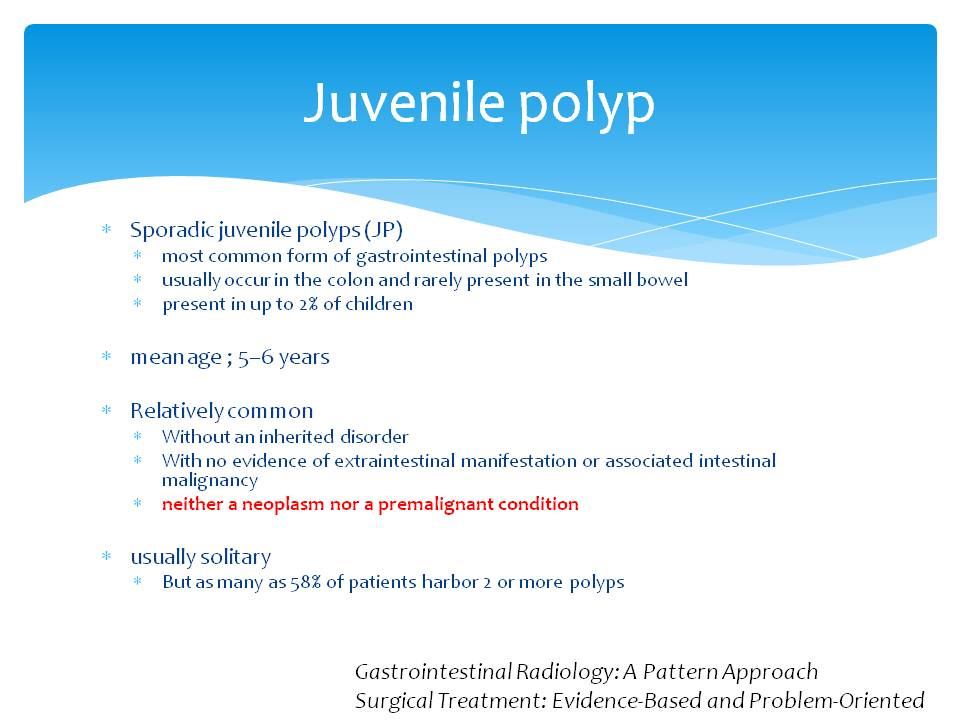 Juvenile polyp
* Sporadic juvenile polyps (JP)
* most common form of gastrointestinal polyps
* usually occur in the colon and rarely present in the small bowel
* present in up to 2% of children
* mean age ; 5–6 years
* Relatively common
* Without an inherited disorder
* With no evidence of extraintestinal manifestation or associated intestinal
malignancy
* neither a neoplasm nor a premalignant condition
* usually solitary
* But as many as 58% of patients harbor 2 or more polyps
Gastrointestinal Radiology: A Pattern Approach
Surgical Treatment: Evidence-Based and Problem-Oriented